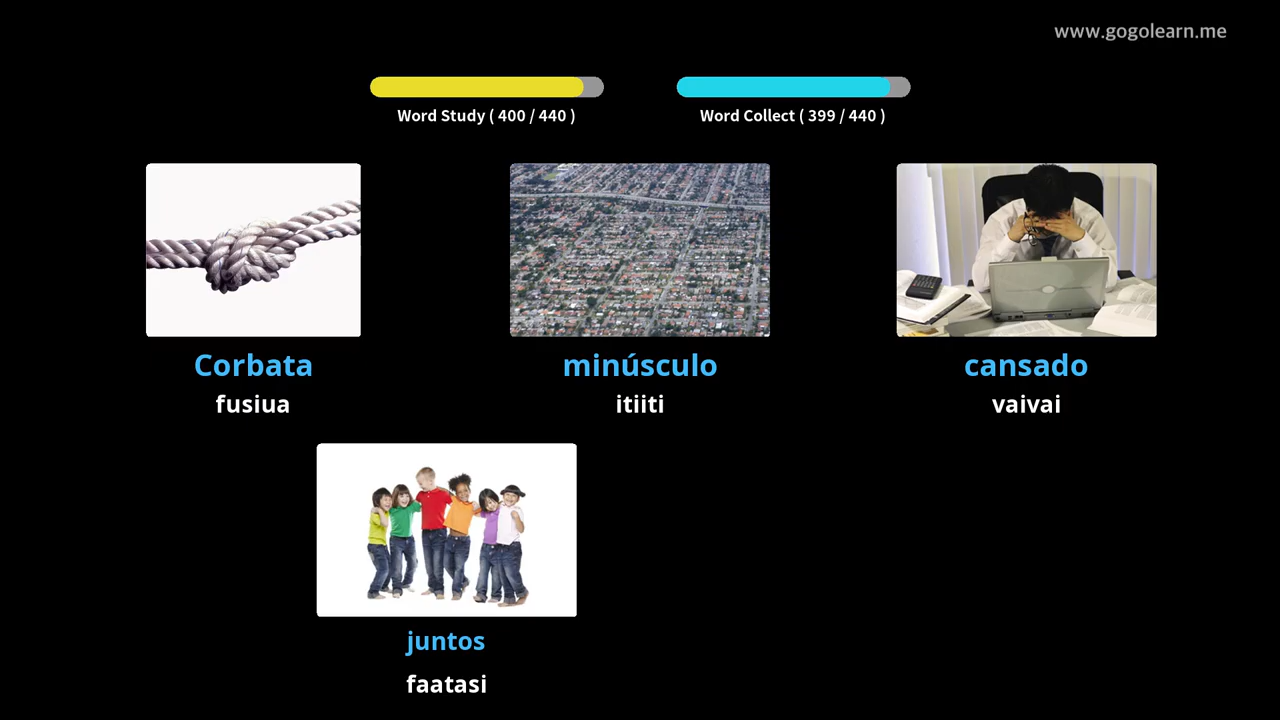 www.gogolearn.me
Word Study ( 400 / 440 )
Word Collect ( 399 / 440 )
Corbata
fusiua
minúsculo
itiiti
cansado
vaivai
juntos
faatasi